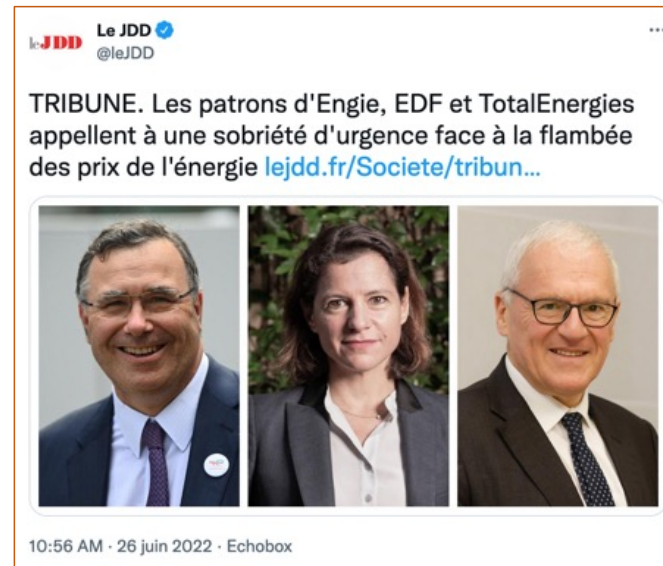 leJDD
Le JDD
@leJDD
TRIBUNE. Les patrons d'Engie, EDF et TotalEnergies
appellent à une sobriété d'urgence face à la flambée
des prix de l'énergie lejdd.fr/Societe/tribun...
10:56 AM · 26 juin 2022 · Echobox